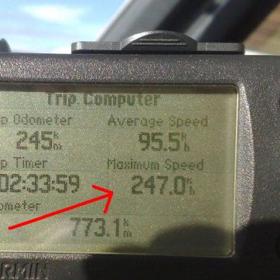 Trip Computer
p Odometer Average Speed
245 k m 95.5 k h
p Timer Maximum Speed
02:33:59 247.0 k h
ometer
773.1 k m
RMIN